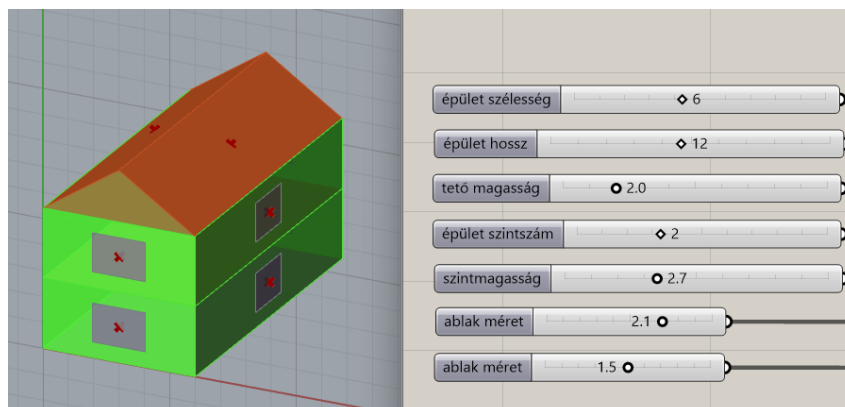 épület szélesség 6
épület hossz 12
tető magasság 2.0
épület szintszám 2
szintmagasság 2.7
ablak méret 2.1
ablak méret 1.5